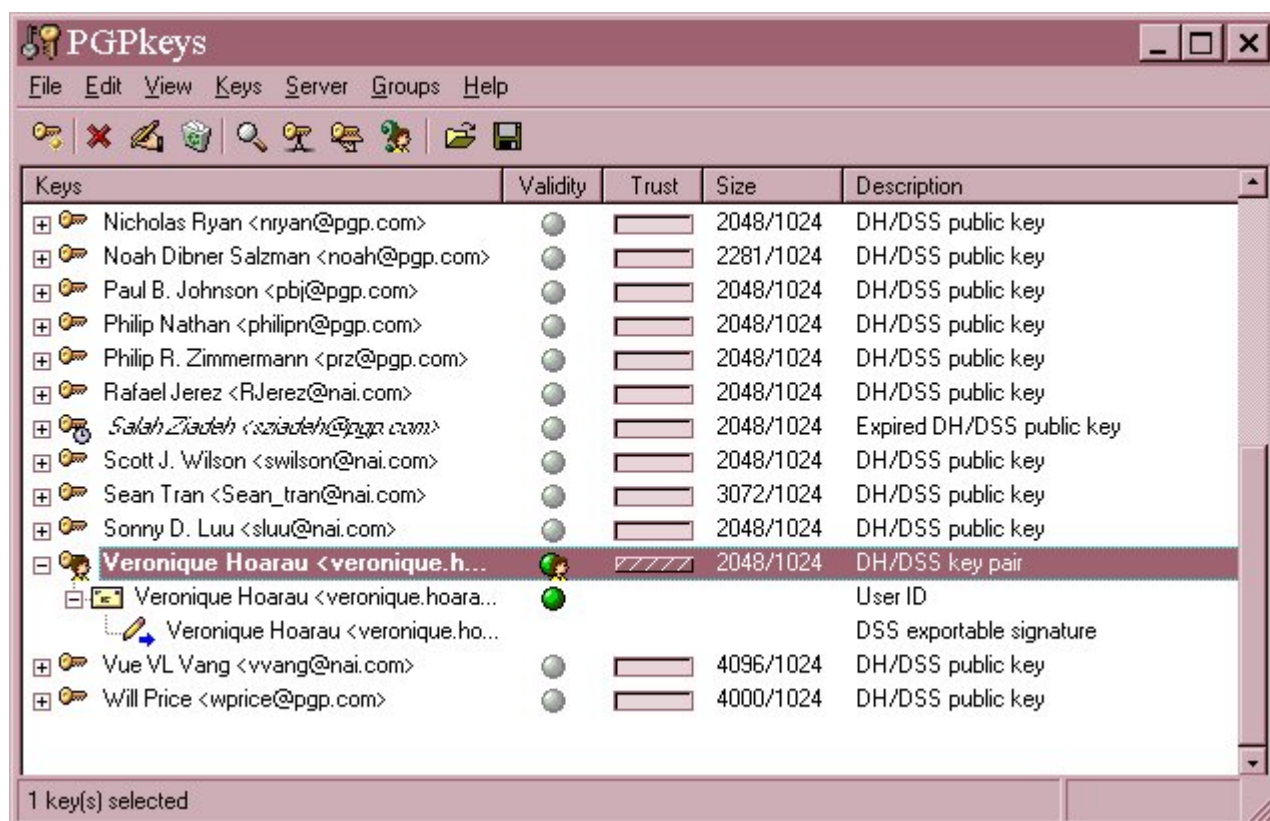 PGPkeys
File Edit View Keys Server Groups Help
Keys Validity Trust Size Description
Nicholas Ryan <nryan@pgp.com> 2048/1024 DH/DSS public key
Noah Dibner Salzman <noah@pgp.com> 2281/1024 DH/DSS public key
Paul B. Johnson <pbj@pgp.com> 2048/1024 DH/DSS public key
Philip Nathan <philipn@pgp.com> 2048/1024 DH/DSS public key
Philip R. Zimmermann <prz@pgp.com> 2048/1024 DH/DSS public key
Rafael Jerez <RJerez@nai.com> 2048/1024 DH/DSS public key
Salah Ziadeh <sziadeh@pgp.com> 2048/1024 Expired DH/DSS public key
Scott J. Wilson <swilson@nai.com> 2048/1024 DH/DSS public key
Sean Tran <Sean_tran@nai.com> 3072/1024 DH/DSS public key
Sonny D. Luu <sluu@nai.com> 2048/1024 DH/DSS public key
Veronique Hoarau <veronique.h... 2048/1024 DH/DSS key pair
Veronique Hoarau <veronique.hoara... User ID
Veronique Hoarau <veronique.ho... DSS exportable signature
Vue VL Vang <vvang@nai.com> 4096/1024 DH/DSS public key
Will Price <wprice@pgp.com> 4000/1024 DH/DSS public key
1 key(s) selected